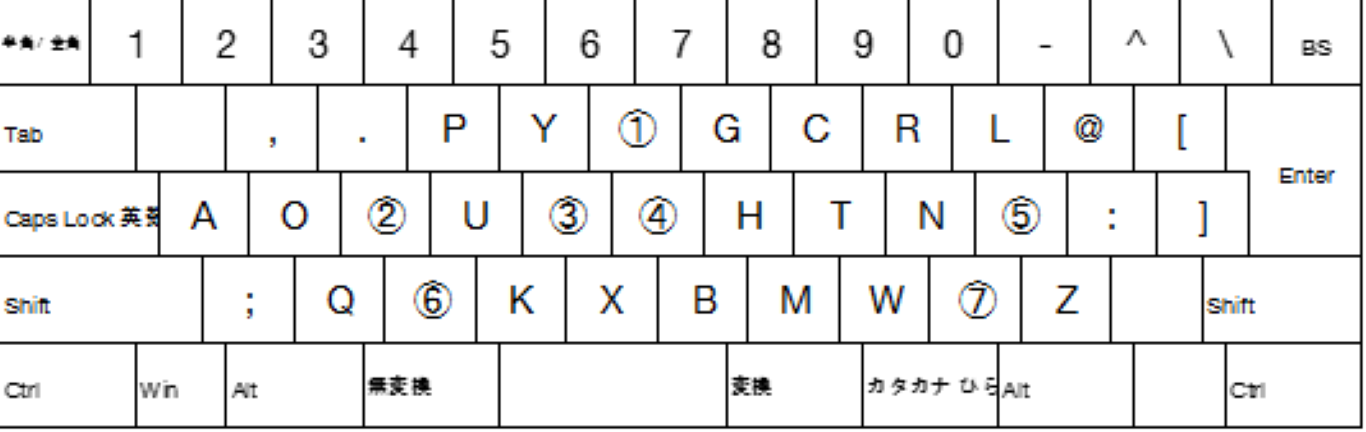 半角/ 全角 1 2 3 4 5 6 7 8 9 0 - ^ \ BS
Tab , . P Y ① G C R L @ [ Enter
Caps Lock 英 A O ② U ③ ④ H T N ⑤ : ]
Shift ; Q ⑥ K X B M W ⑦ Z Shift
Ctrl Win Alt 無変換 変換 カタカナ ひら Alt Ctrl